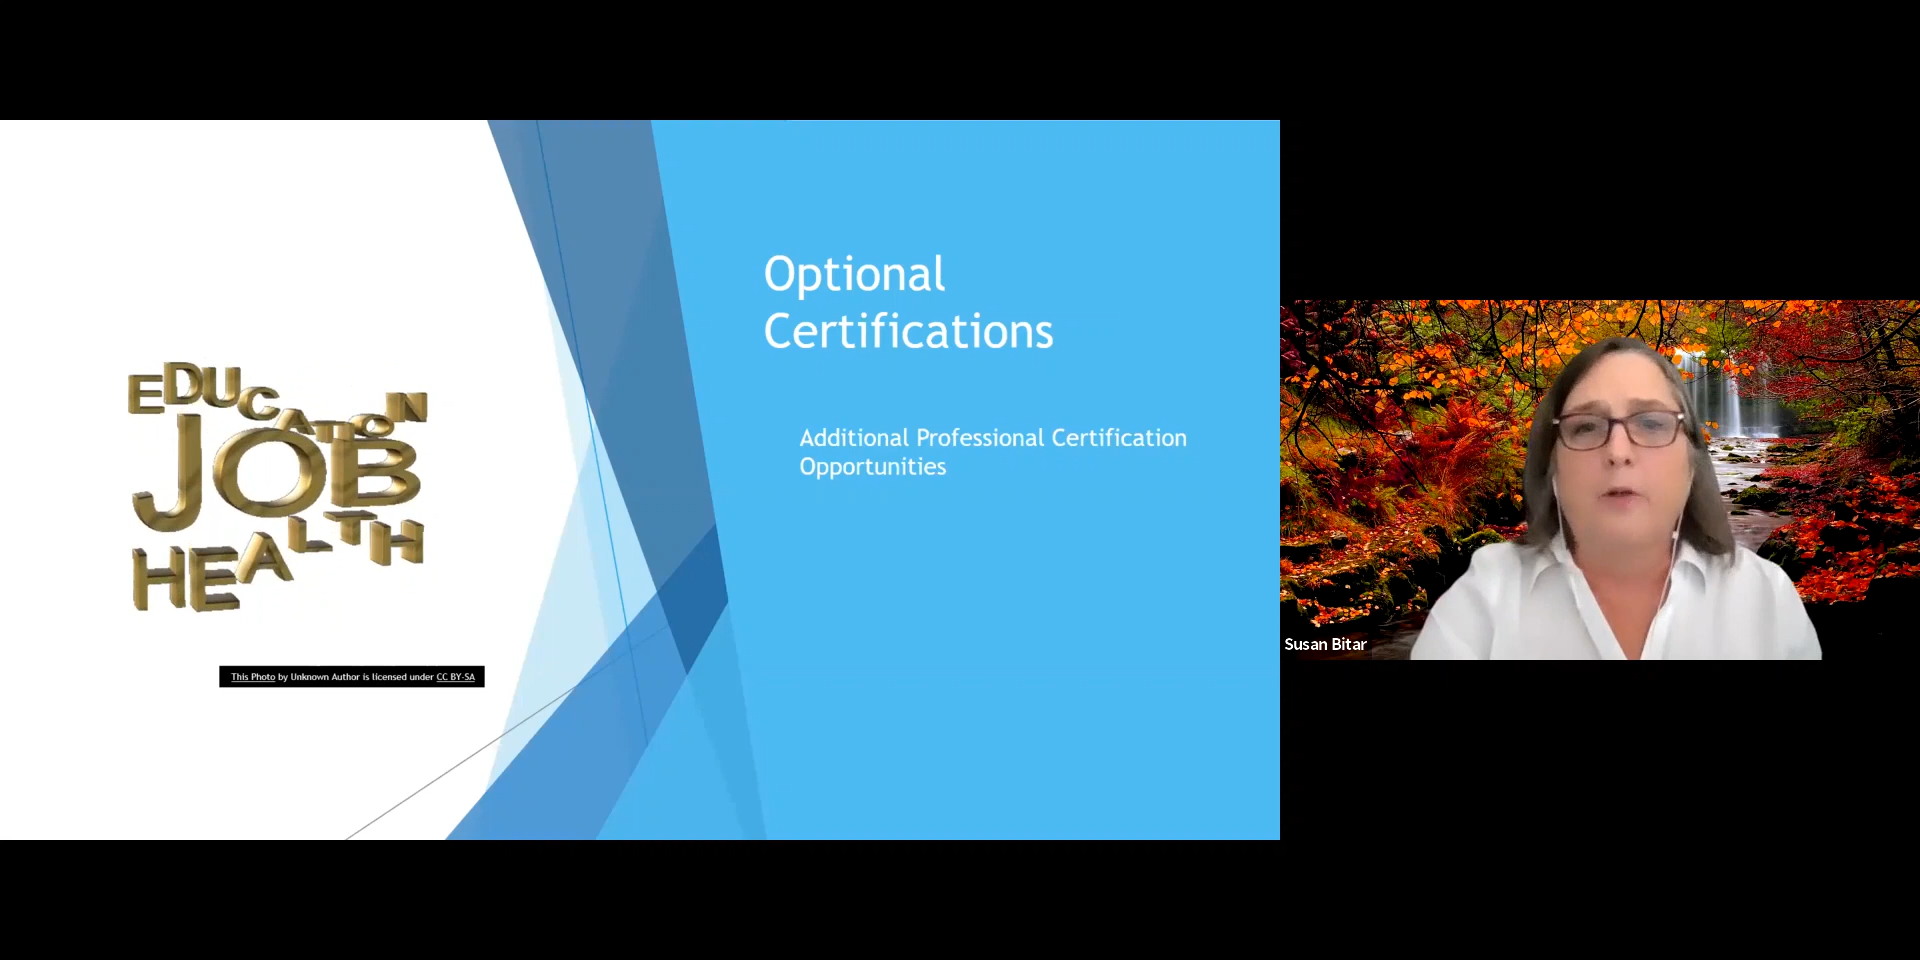 Optional
Certifications
Additional Professional Certification
Opportunities
EDUCATION
JOB
HEALTH
This Photo by Unknown Author is licensed under CC BY-SA
Susan Bitar